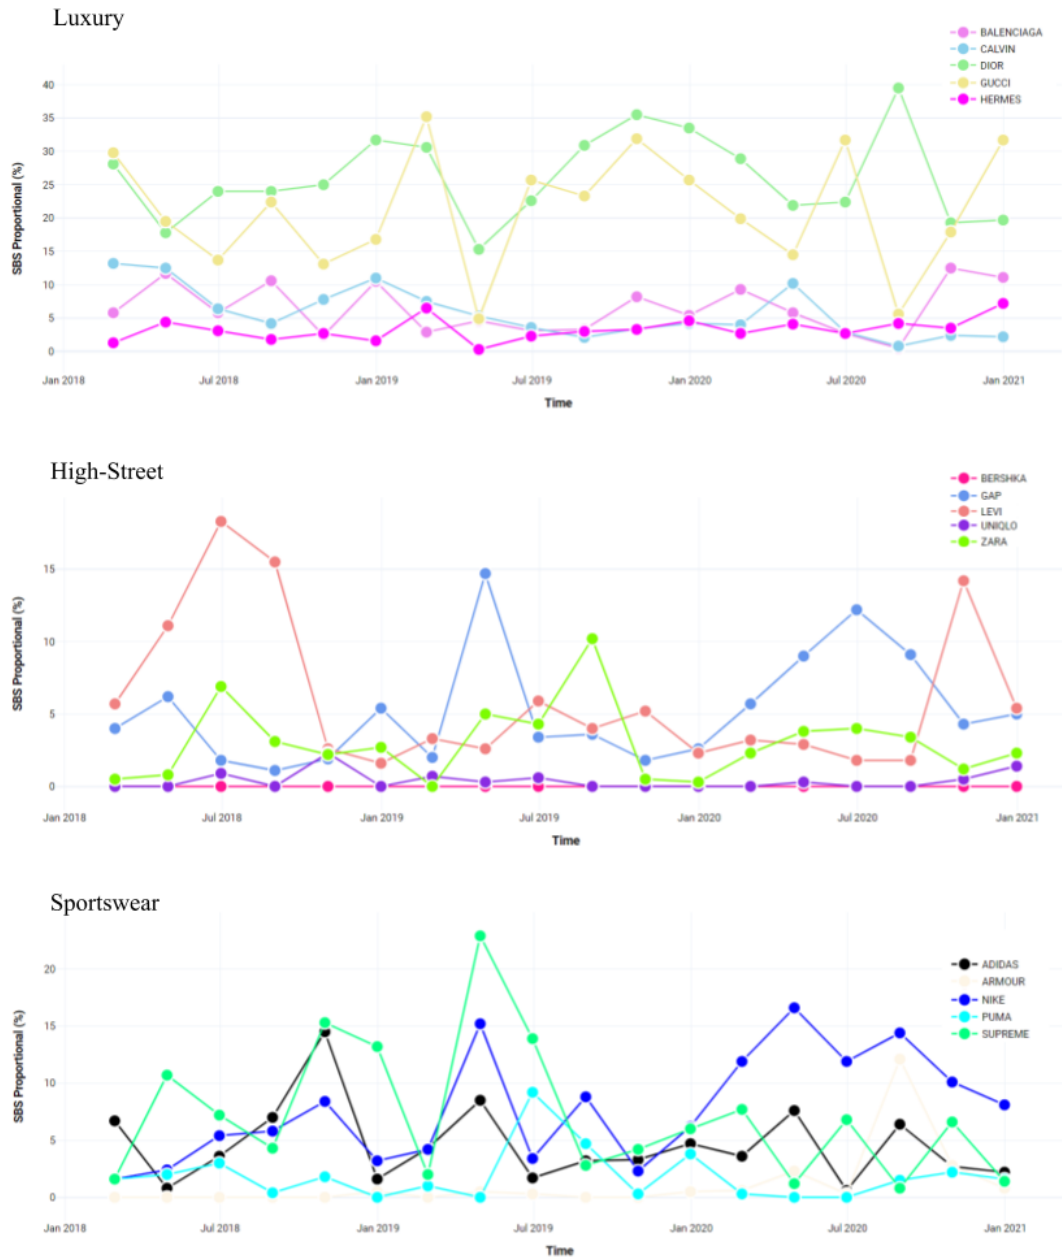 Luxury
BALENCIAGA
CALVIN
DIOR
GUCCI
HERMES
SBS Proportional (%)
40
35
30
25
20
15
10
5
0
Jan 2018 Jul 2018 Jan 2019 Jul 2019 Jan 2020 Jul 2020 Jan 2021
Time
High-Street
BERSHKA
GAP
LEVI
UNIQLO
ZARA
SBS Proportional (%)
15
10
5
0
Jan 2018 Jul 2018 Jan 2019 Jul 2019 Jan 2020 Jul 2020 Jan 2021
Time
Sportswear
ADIDAS
ARMOUR
NIKE
PUMA
SUPREME
SBS Proportional (%)
20
15
10
5
0
Jan 2018 Jul 2018 Jan 2019 Jul 2019 Jan 2020 Jul 2020 Jan 2021
Time